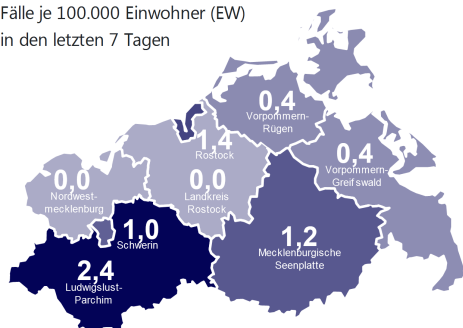 Fälle je 100.000 Einwohner (EW)
in den letzten 7 Tagen
0,4
Vorpommern-
Rügen
1,4
Rostock
0,4
Vorpommern-
Greifswald
0,0
Nordwest-
mecklenburg
0,0
Landkreis
Rostock
1,0
Schwerin
1,2
Mecklenburgische
Seenplatte
2,4
Ludwigslust-
Parchim